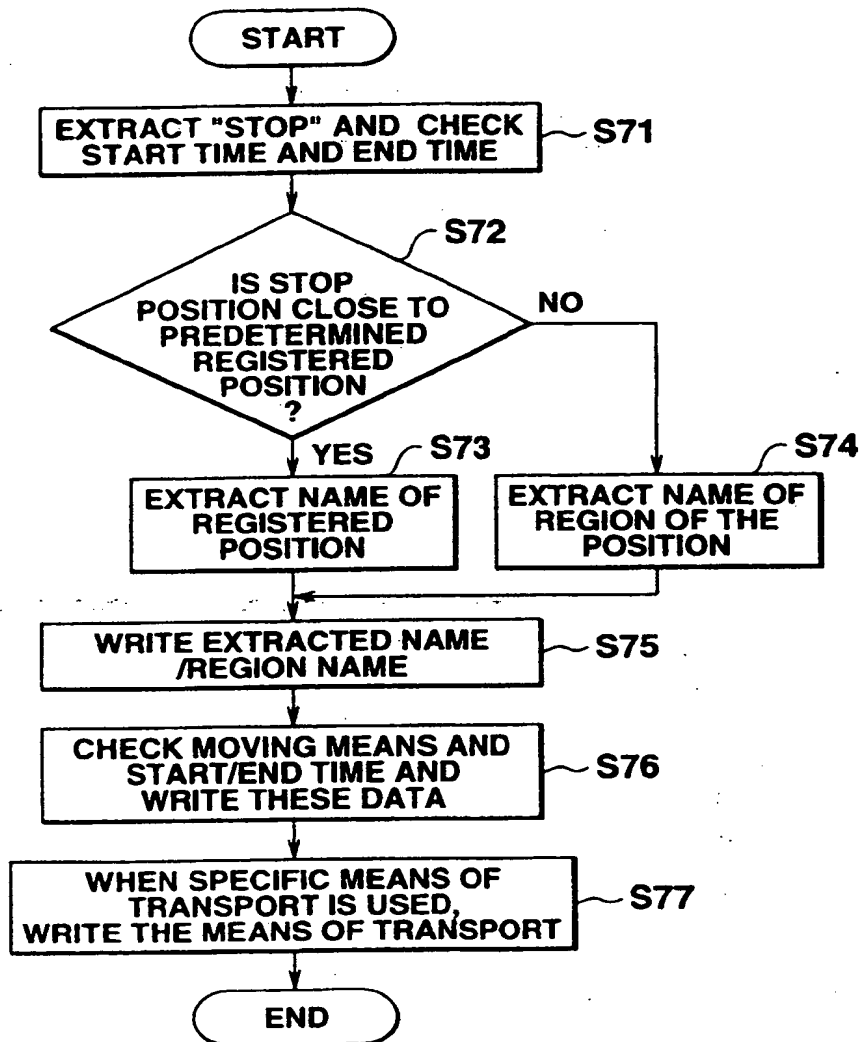 START
EXTRACT "STOP" AND CHECK
START TIME AND END TIME
S71
S72
IS STOP
POSITION CLOSE TO
PREDETERMINED
REGISTERED
POSITION
?
NO
YES
S73
EXTRACT NAME OF
REGISTERED
POSITION
S74
EXTRACT NAME OF
REGION OF THE
POSITION
WRITE EXTRACTED NAME
/REGION NAME
S75
CHECK MOVING MEANS AND
START/END TIME AND
WRITE THESE DATA
S76
WHEN SPECIFIC MEANS OF
TRANSPORT IS USED,
WRITE THE MEANS OF TRANSPORT
S77
END